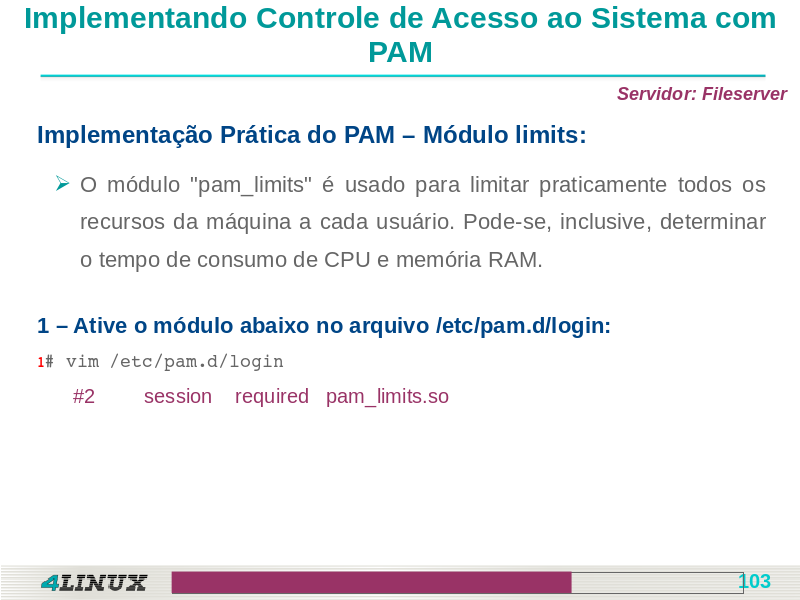 Implementando Controle de Acesso ao Sistema com
PAM
Servidor: Fileserver
Implementação Prática do PAM – Módulo limits:
O módulo "pam_limits" é usado para limitar praticamente todos os
recursos da máquina a cada usuário. Pode-se, inclusive, determinar
o tempo de consumo de CPU e memória RAM.
1 – Ative o módulo abaixo no arquivo /etc/pam.d/login:
1# vim /etc/pam.d/login
#2 session required pam_limits.so
4LINUX
103